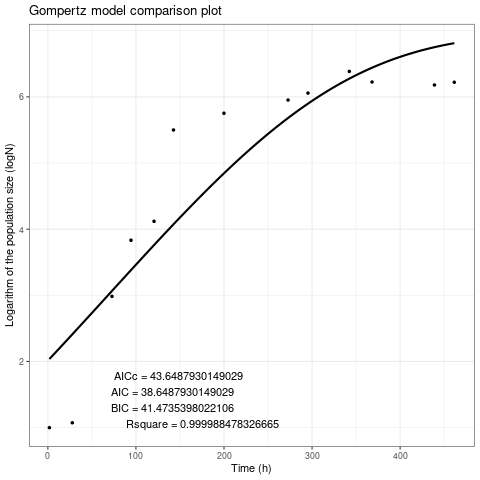 Gompertz model comparison plot
Logarithm of the population size (logN)
6
4
2
AICc = 43.6487930149029
AIC = 38.6487930149029
BIC = 41.4735398022106
Rsquare = 0.999988478326665
0 100 200 300 400
Time (h)